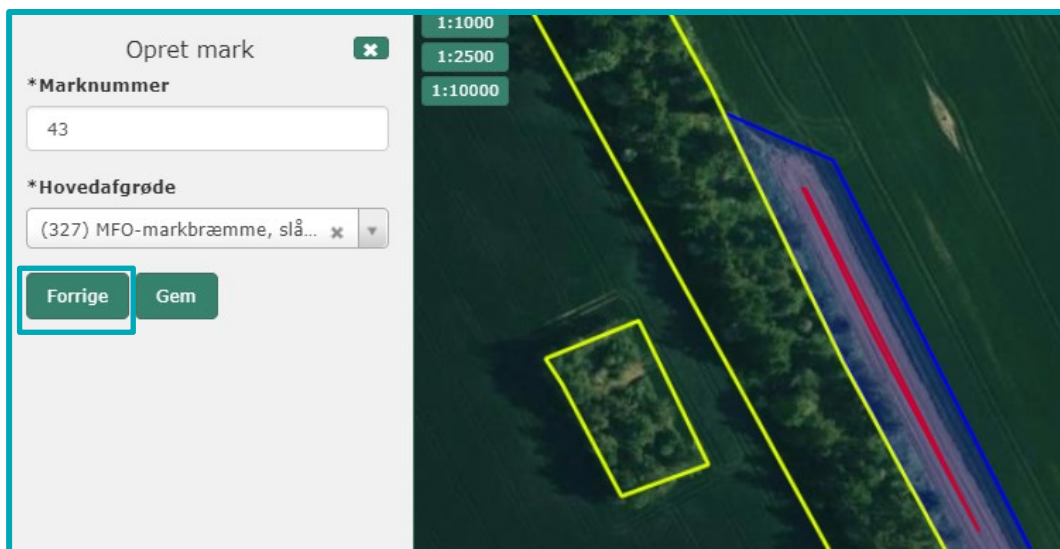 Opret mark
*Marknummer
43
*Hovedafgrøde
(327) MFO-markbræmme, slå...
Forrige
Gem
1:1000
1:2500
1:10000